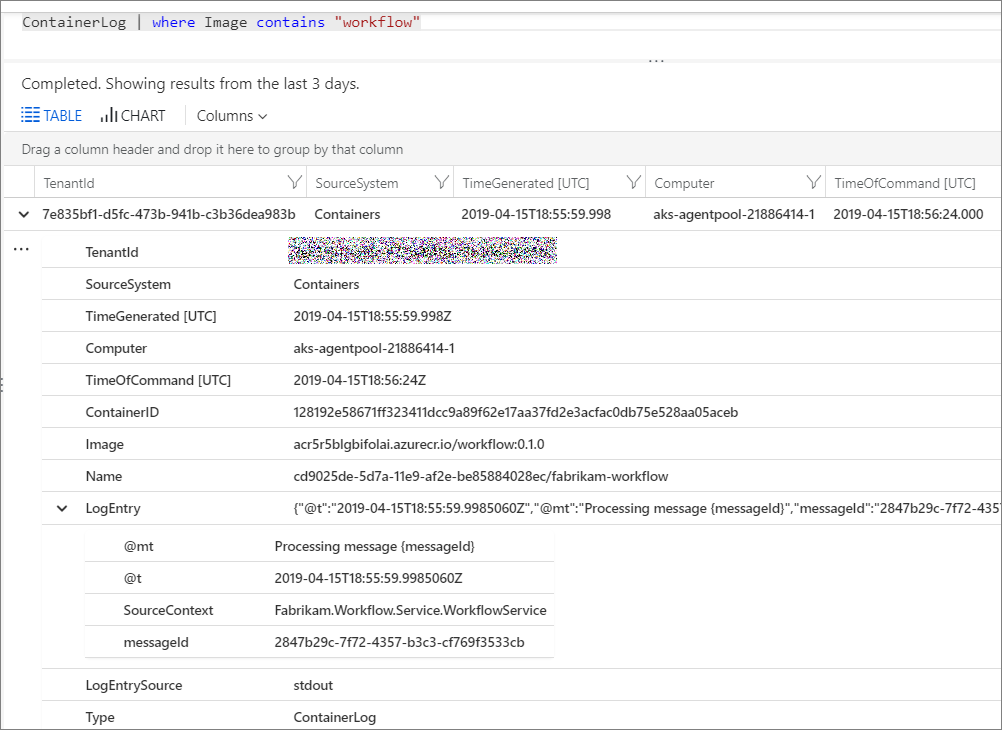 ContainerLog | where Image contains "workflow"
...
Completed. Showing results from the last 3 days.
TABLE CHART Columns
Drag a column header and drop it here to group by that column
TenantId SourceSystem TimeGenerated [UTC] Computer TimeOfCommand [UTC]
7e835bf1-d5fc-473b-941b-c3b36dea983b Containers 2019-04-15T18:55:59.998 aks-agentpool-21886414-1 2019-04-15T18:56:24.000
... TenantId
SourceSystem Containers
TimeGenerated [UTC] 2019-04-15T18:55:59.998Z
Computer aks-agentpool-21886414-1
TimeOfCommand [UTC] 2019-04-15T18:56:24Z
ContainerID 128192e58671ff323411dcc9a89f62e17aa37fd2e3acfac0db75e528aa05aceb
Image acr5r5blgbifolai.azurecr.io/workflow:0.1.0
Name cd9025de-5d7a-11e9-af2e-be85884028ec/fabrikam-workflow
LogEntry {"@t":"2019-04-15T18:55:59.9985060Z","@mt":"Processing message {messageId}","messageId":"2847b29c-7f72-4357
@mt Processing message {messageId}
@t 2019-04-15T18:55:59.9985060Z
SourceContext Fabrikam.Workflow.Service.WorkflowService
messageId 2847b29c-7f72-4357-b3c3-cf769f3533cb
LogEntrySource stdout
Type ContainerLog